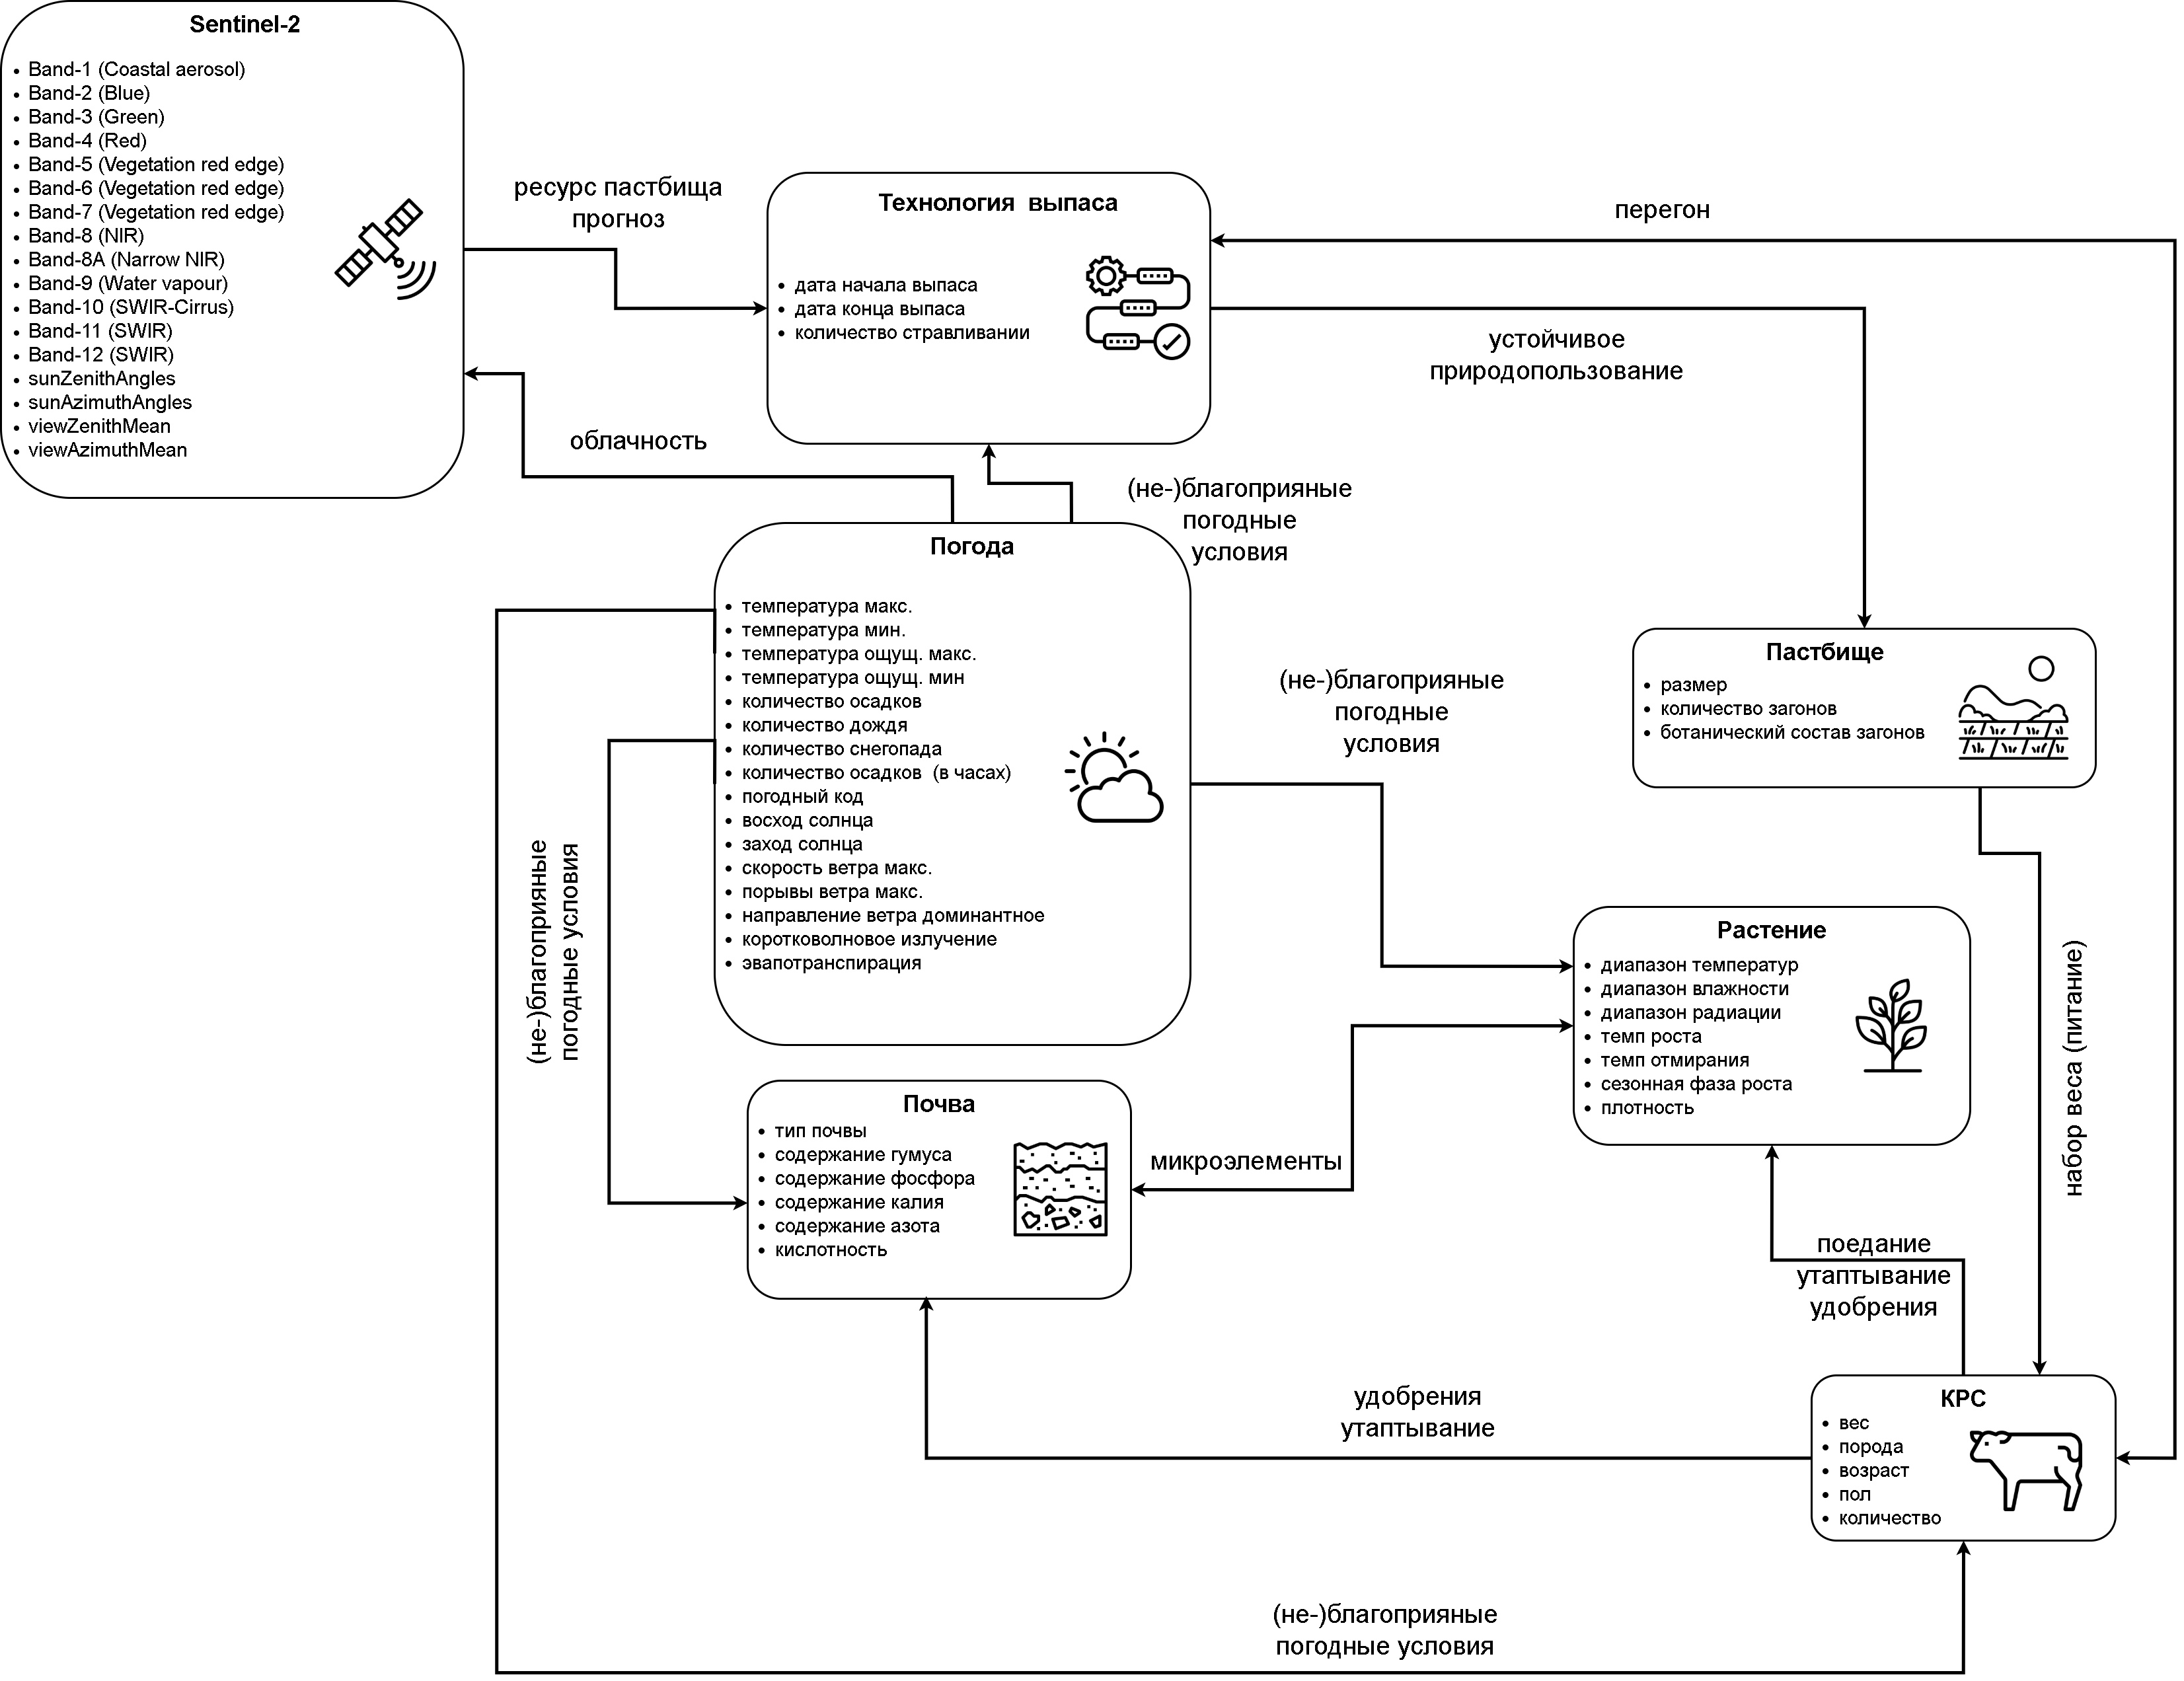 Sentinel-2
Band-1 (Coastal aerosol)
Band-2 (Blue)
Band-3 (Green)
Band-4 (Red)
Band-5 (Vegetation red edge)
Band-6 (Vegetation red edge)
Band-7 (Vegetation red edge)
Band-8 (NIR)
Band-8A (Narrow NIR)
Band-9 (Water vapour)
Band-10 (SWIR-Cirrus)
Band-11 (SWIR)
Band-12 (SWIR)
sunZenithAngles
sunAzimuthAngles
viewZenithMean
viewAzimuthMean
ресурс пастбища
прогноз
Технология выпаса
дата начала выпаса
дата конца выпаса
количество стравливании
перегон
устойчивое
природопользование
облачность
(не-)благоприяные
погодные
условия
Погода
температура макс.
температура мин.
температура ощущ. макс.
температура ощущ. мин
количество осадков
количество дождя
количество снегопада
количество осадков (в часах)
погодный код
восход солнца
заход солнца
скорость ветра макс.
порывы ветра макс.
направление ветра доминантное
коротковолновое излучение
эвапотранспирация
(не-)благоприяные
погодные
условия
Пастбище
размер
количество загонов
ботанический состав загонов
(не-)благоприяные
погодные условия
Растение
диапазон температур
диапазон влажности
диапазон радиации
темп роста
темп отмирания
сезонная фаза роста
плотность
набор веса (питание)
Почва
тип почвы
содержание гумуса
содержание фосфора
содержание калия
содержание азота
кислотность
микроэлементы
поедание
утаптывание
удобрения
удобрения
утаптывание
КРС
вес
порода
возраст
пол
количество
(не-)благоприяные
погодные условия